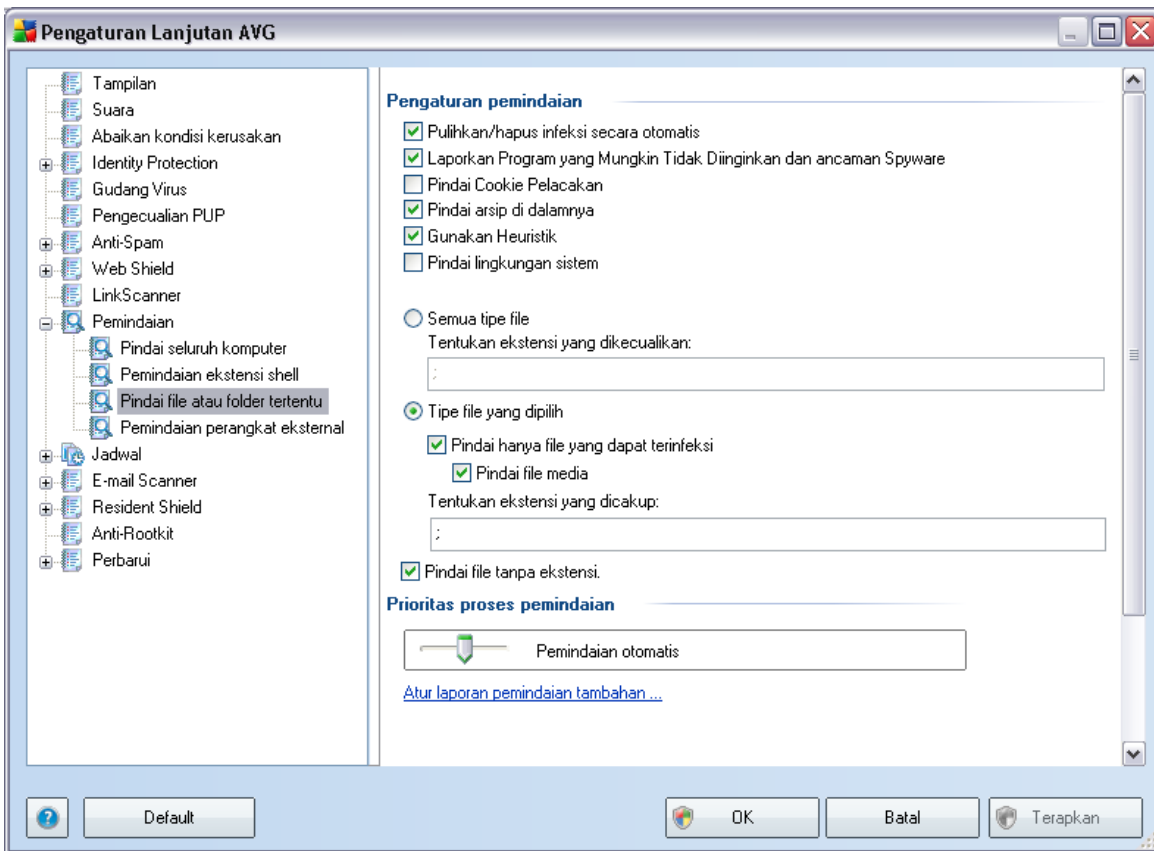 Pengaturan Lanjutan AVG
Tampilan
Suara
Abaikan kondisi kerusakan
Identity Protection
Gudang Virus
Pengecualian PUP
Anti-Spam
Web Shield
LinkScanner
Pemindaian
Pindai seluruh komputer
Pemindaian ekstensi shell
Pindai file atau folder tertentu
Pemindaian perangkat eksternal
Jadwal
E-mail Scanner
Resident Shield
Anti-Rootkit
Perbarui
Pengaturan pemindaian
Pulihkan/hapus infeksi secara otomatis
Laporkan Program yang Mungkin Tidak Diinginkan dan ancaman Spyware
Pindai Cookie Pelacakan
Pindai arsip di dalamnya
Gunakan Heuristik
Pindai lingkungan sistem
Semua tipe file
Tentukan ekstensi yang dikecualikan:
;
Tipe file yang dipilih
Pindai hanya file yang dapat terinfeksi
Pindai file media
Tentukan ekstensi yang dicakup:
;
Pindai file tanpa ekstensi.
Prioritas proses pemindaian
Pemindaian otomatis
Atur laporan pemindaian tambahan ...
?
Default
OK
Batal
Terapkan